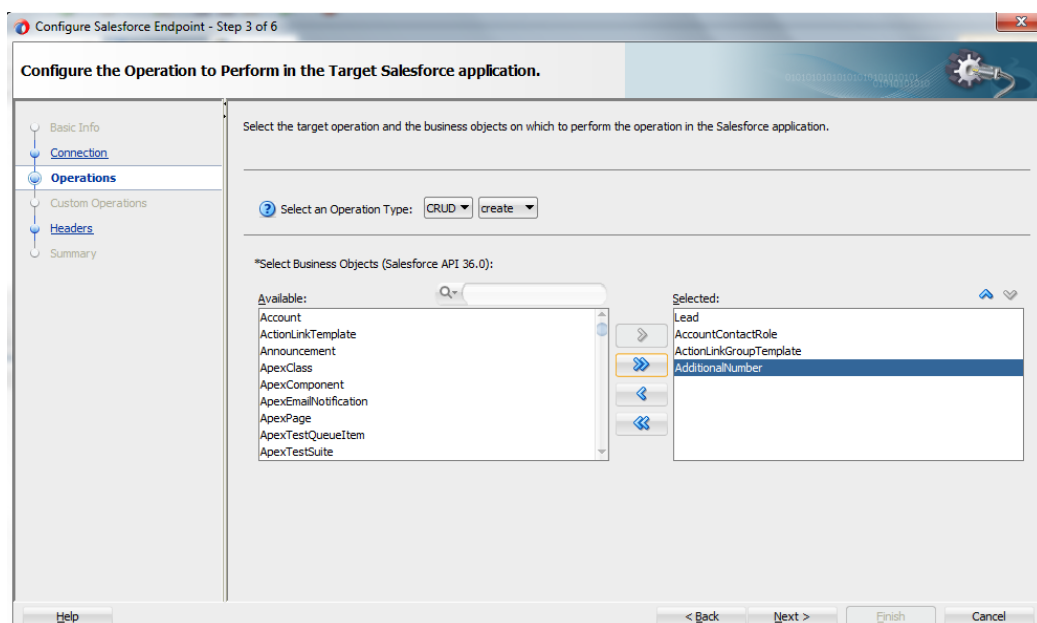 Configure Salesforce Endpoint - Step 3 of 6
Configure the Operation to Perform in the Target Salesforce application.
Basic Info
Connection
Operations
Custom Operations
Headers
Summary
Select the target operation and the business objects on which to perform the operation in the Salesforce application.
Select an Operation Type: CRUD create
*Select Business Objects (Salesforce API 36.0):
Available:
Account
ActionLinkTemplate
Announcement
ApexClass
ApexComponent
ApexEmailNotification
ApexPage
ApexTestQueueItem
ApexTestSuite
Selected:
Lead
AccountContactRole
ActionLinkGroupTemplate
AdditionalNumber
Help
< Back
Next >
Finish
Cancel